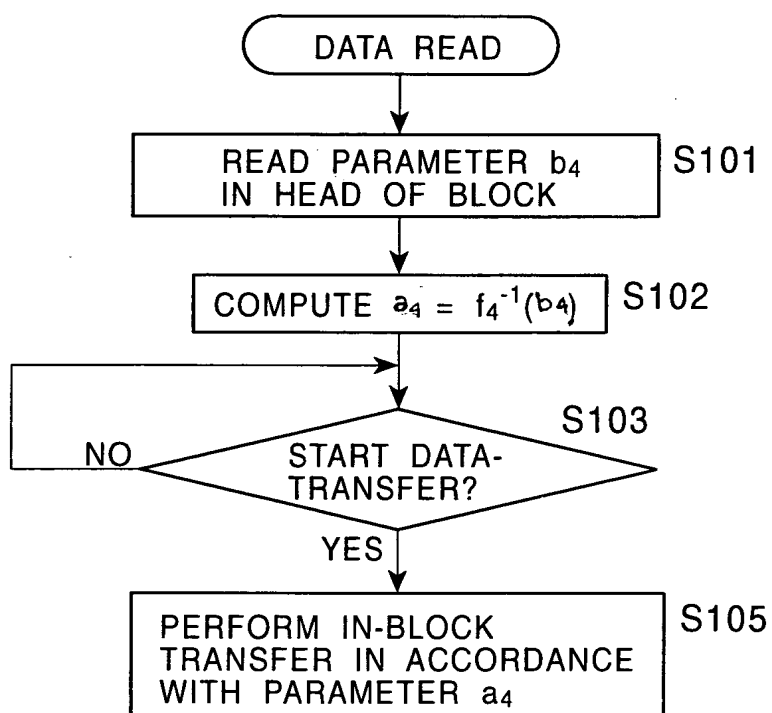 DATA READ
READ PARAMETER b₄
IN HEAD OF BLOCK
S101
COMPUTE a₄ = f₄⁻¹(b₄)
S102
S103
START DATA-
TRANSFER?
NO
YES
PERFORM IN-BLOCK
TRANSFER IN ACCORDANCE
WITH PARAMETER a₄
S105